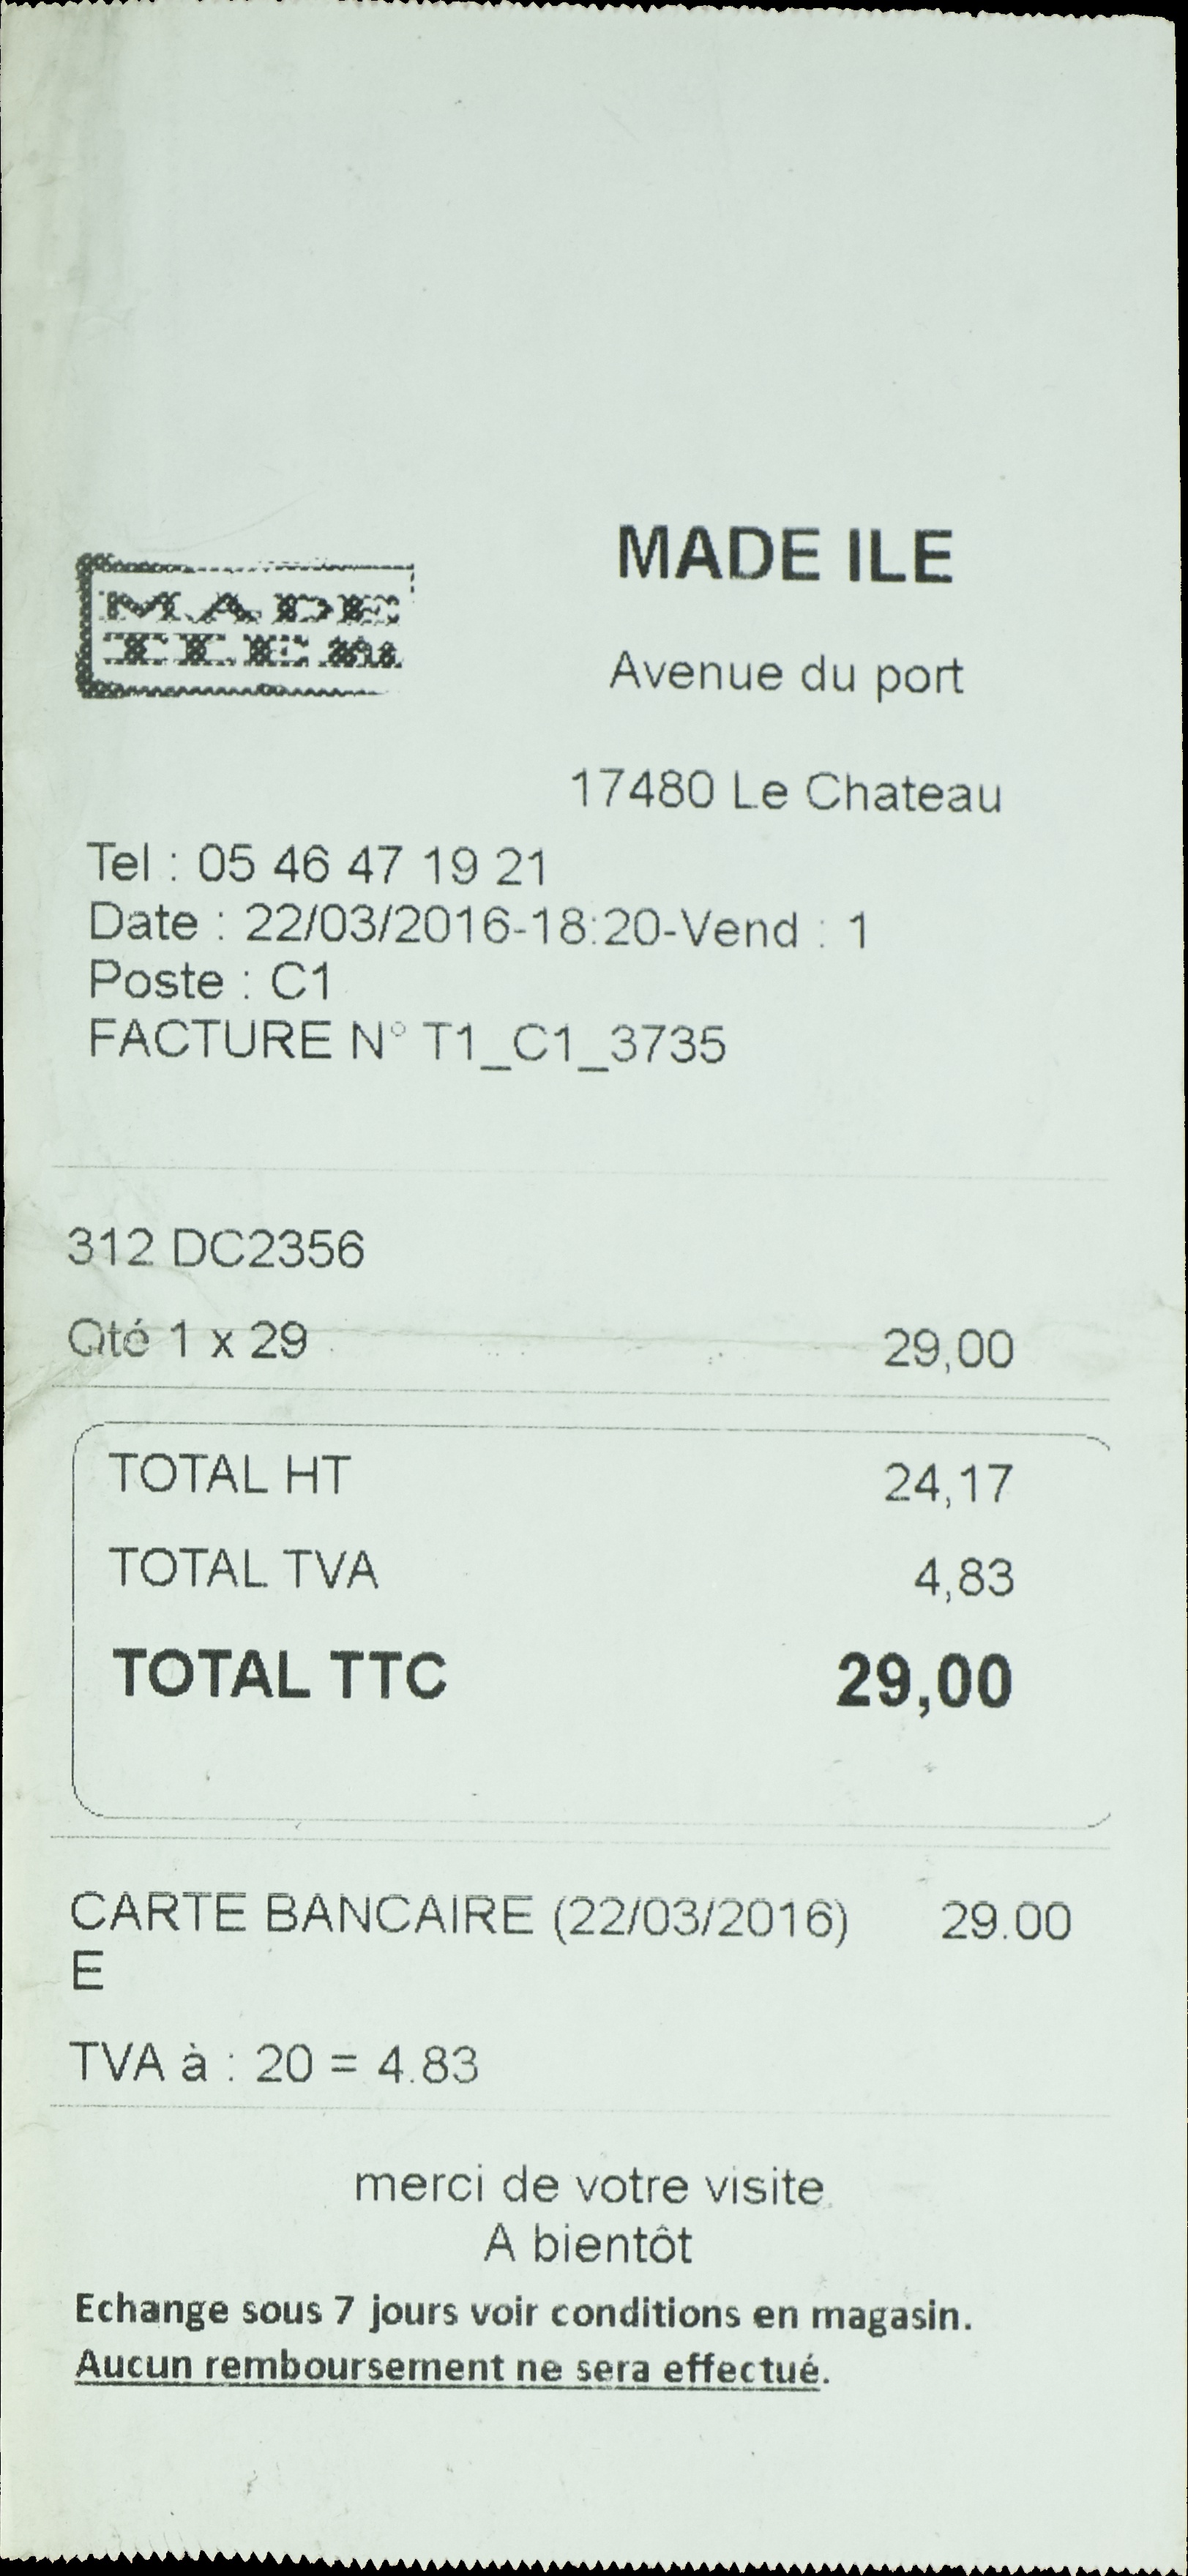 MADE
ILE
MADE ILE
Avenue du port
17480 Le Chateau
Tel : 05 46 47 19 21
Date : 22/03/2016-18:20-Vend : 1
Poste : C1
FACTURE N° T1_C1_3735
312 DC2356
Qté 1 x 29 29,00
TOTAL HT 24,17
TOTAL TVA 4,83
TOTAL TTC 29,00
CARTE BANCAIRE (22/03/2016) 29.00
E
TVA à : 20 = 4.83
merci de votre visite
A bientôt
Echange sous 7 jours voir conditions en magasin.
Aucun remboursement ne sera effectué.